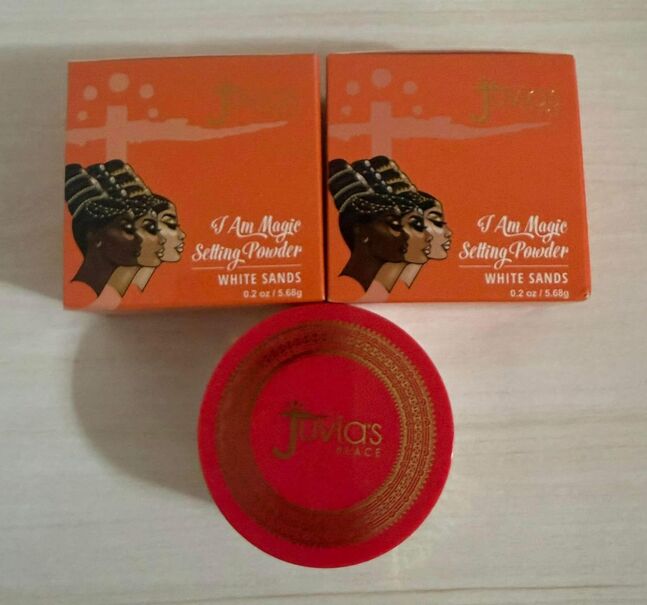 Juvia's
I Am Magic
Setting Powder
WHITE SANDS
0.2 oz / 5.68g
Juvia's
I Am Magic
Setting Powder
WHITE SANDS
0.2 oz / 5.68g
Juvia's
PLACE